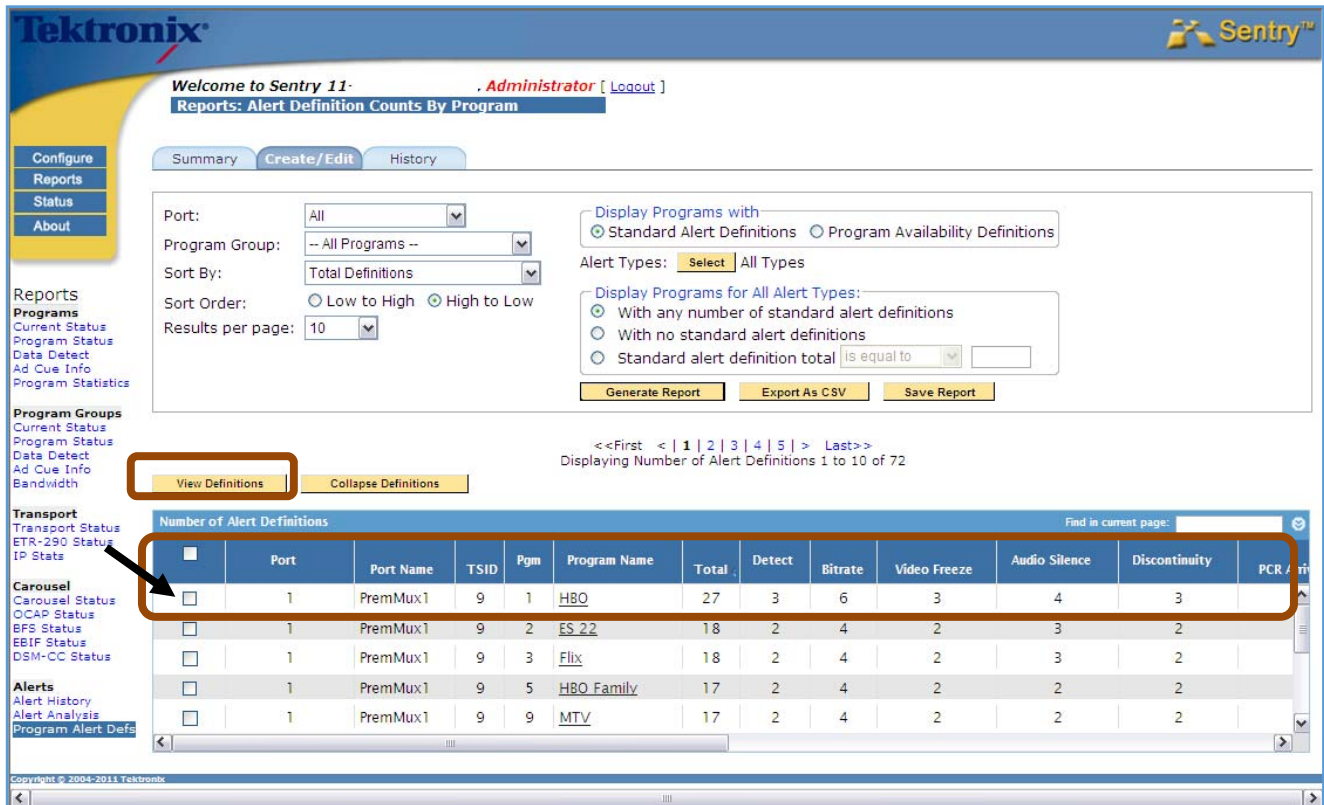 Tektronix
Sentry™
Welcome to Sentry 11- , Administrator [ Logout ]
Reports: Alert Definition Counts By Program
Configure
Reports
Status
About
Summary Create/Edit History
Port: All
Program Group: -- All Programs --
Sort By: Total Definitions
Sort Order: Low to High High to Low
Results per page: 10
Display Programs with
Standard Alert Definitions Program Availability Definitions
Alert Types: Select All Types
Display Programs for All Alert Types:
With any number of standard alert definitions
With no standard alert definitions
Standard alert definition total is equal to
Generate Report Export As CSV Save Report
Reports
Programs
Current Status
Program Status
Data Detect
Ad Cue Info
Program Statistics
Program Groups
Current Status
Program Status
Data Detect
Ad Cue Info
Bandwidth
Transport
Transport Status
ETR-290 Status
IP Stats
Carousel
Carousel Status
OCAP Status
BFS Status
EBIF Status
DSM-CC Status
Alerts
Alert History
Alert Analysis
Program Alert Defs
<<First < | 1 | 2 | 3 | 4 | 5 | > Last>>
Displaying Number of Alert Definitions 1 to 10 of 72
View Definitions Collapse Definitions
Number of Alert Definitions Find in current page:
Port Port Name TSID Pgm Program Name Total Detect Bitrate Video Freeze Audio Silence Discontinuity PCR Arriv
1 PremMux1 9 1 HBO 27 3 6 3 4 3
1 PremMux1 9 2 ES 22 18 2 4 2 3 2
1 PremMux1 9 3 Flix 18 2 4 2 3 2
1 PremMux1 9 5 HBO Family 17 2 4 2 2 2
1 PremMux1 9 9 MTV 17 2 4 2 2 2
Copyright © 2004-2011 Tektronix